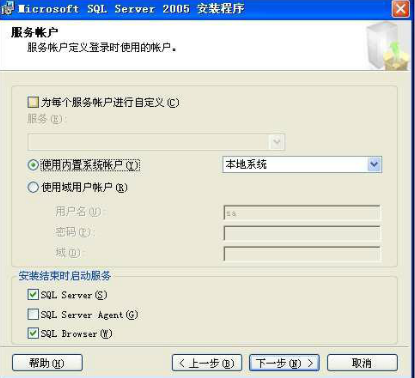 Microsoft SQL Server 2005 安装程序
服务帐户
服务帐户定义登录时使用的帐户。
为每个服务帐户进行自定义(C)
服务(E):
使用内置系统帐户(Y) 本地系统
使用域用户帐户(R)
用户名(U): sa
密码(P):
域(D):
安装结束时启动服务
SQL Server(S)
SQL Server Agent(G)
SQL Browser(W)
帮助(H) < 上一步(B) 下一步(N) > 取消